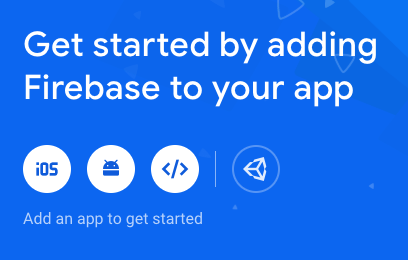 Get started by adding
Firebase to your app
iOS
Add an app to get started